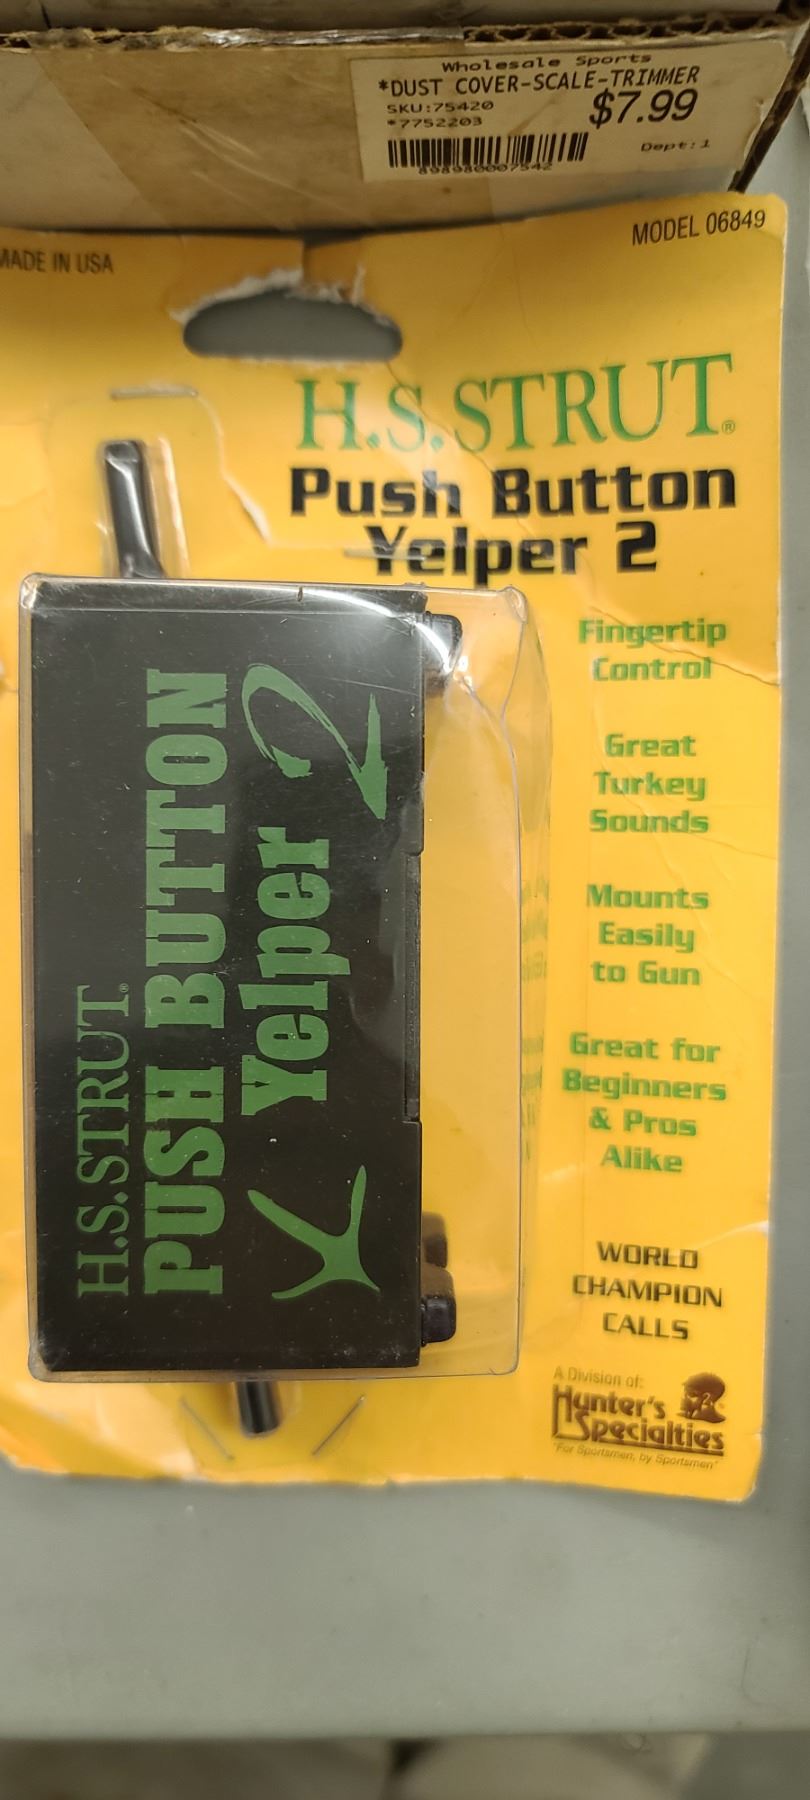 Wholesale Sports
*DUST COVER-SCALE-TRIMMER
SKU:75420
$7.99
*7752203
Dept:1
898980007542
MADE IN USA
MODEL 06849
H.S.STRUT®
Push Button
Yelper 2
Fingertip
Control
Great
Turkey
Sounds
Mounts
Easily
to Gun
Great for
Beginners
& Pros
Alike
WORLD
CHAMPION
CALLS
A Division of:
Hunter's
Specialties
"For Sportsmen, by Sportsmen"
H.S.STRUT®
PUSH BUTTON
Yelper 2